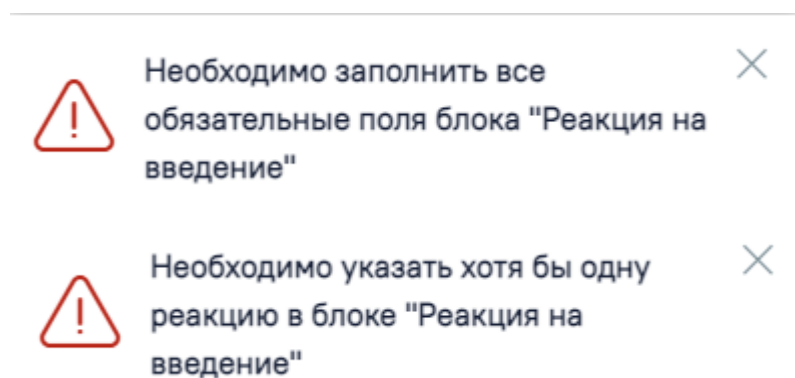 Необходимо заполнить все
обязательные поля блока "Реакция на
введение"
Необходимо указать хотя бы одну
реакцию в блоке "Реакция на
введение"